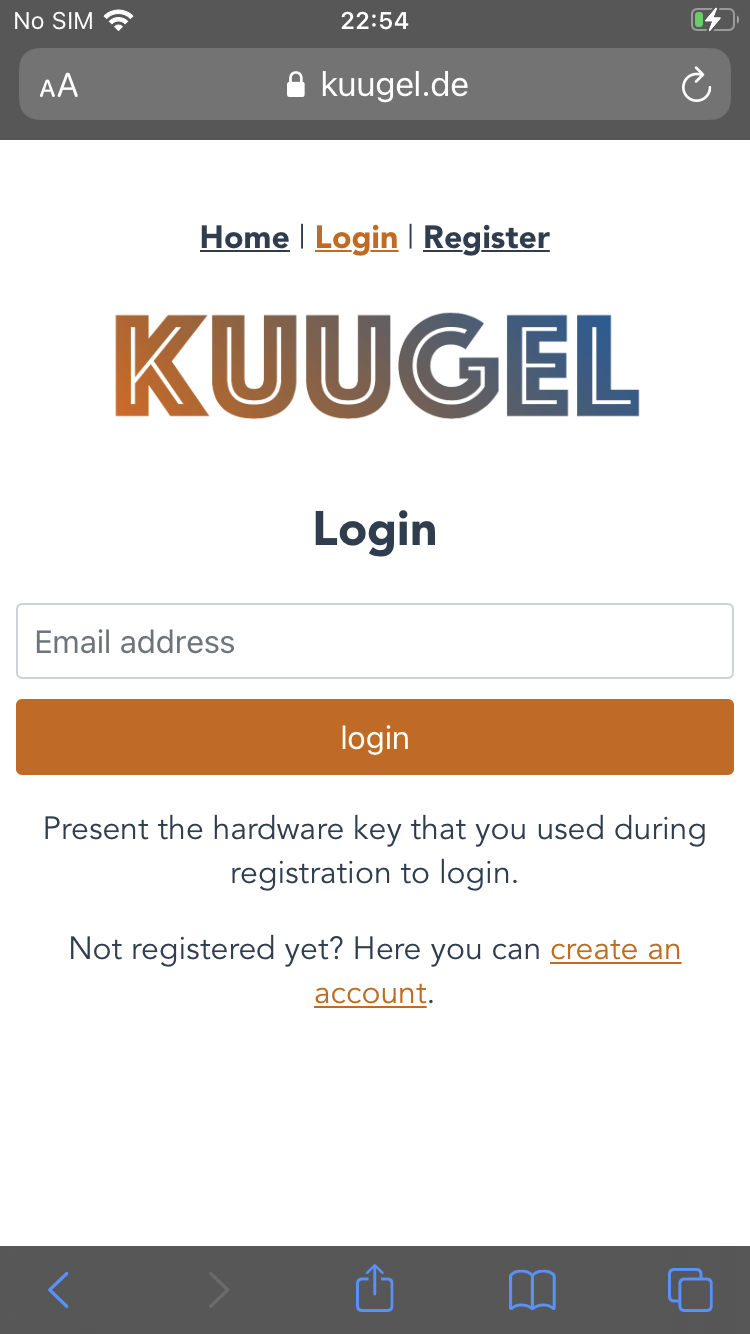 No SIM 22:54
AA kuugel.de
Home | Login | Register
KUUGEL
Login
Email address
login
Present the hardware key that you used during
registration to login.
Not registered yet? Here you can create an
account.